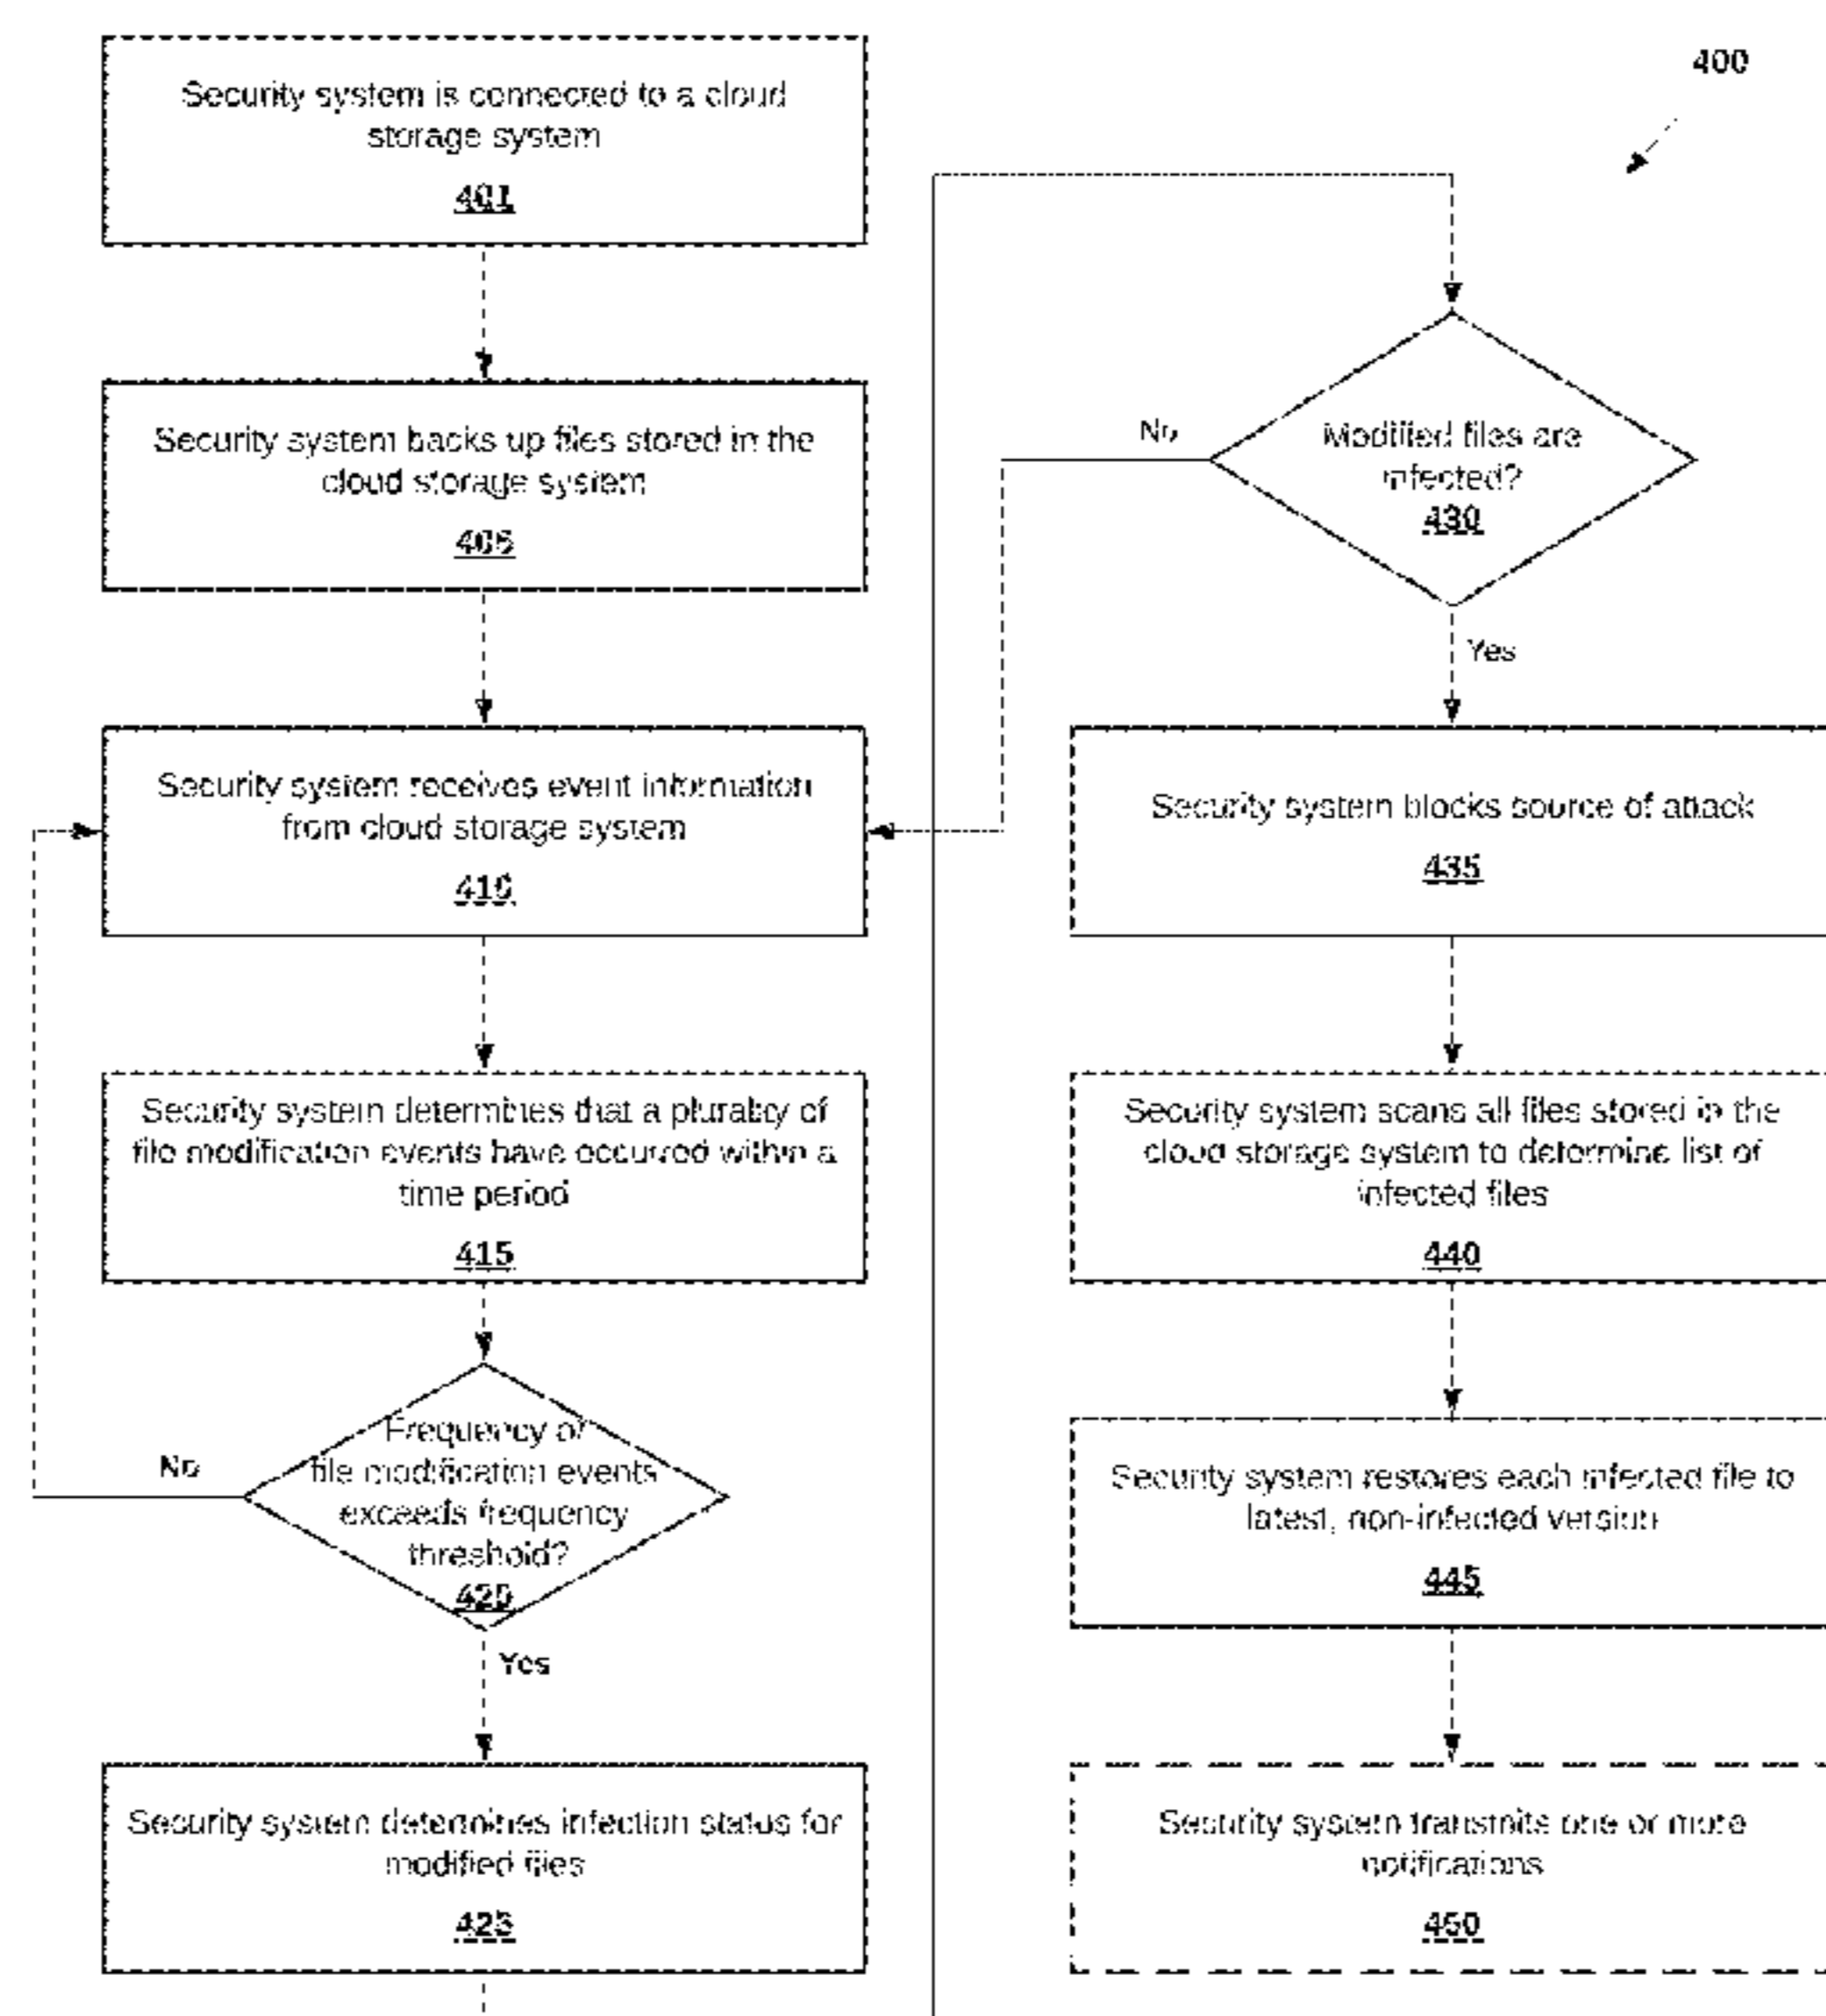 Security system is connected to a cloud
storage system
401
Security system backs up files stored in the
cloud storage system
405
Security system receives event information
from cloud storage system
410
Security system determines that a plurality of
file modification events have occurred within a
time period
415
Frequency of
file modification events
exceeds frequency
threshold?
420
No
Yes
Security system determines infection status for
modified files
425
400
Modified files are
infected?
430
No
Yes
Security system blocks source of attack
435
Security system scans all files stored in the
cloud storage system to determine list of
infected files
440
Security system restores each infected file to
latest, non-infected version
445
Security system transmits one or more
notifications
450